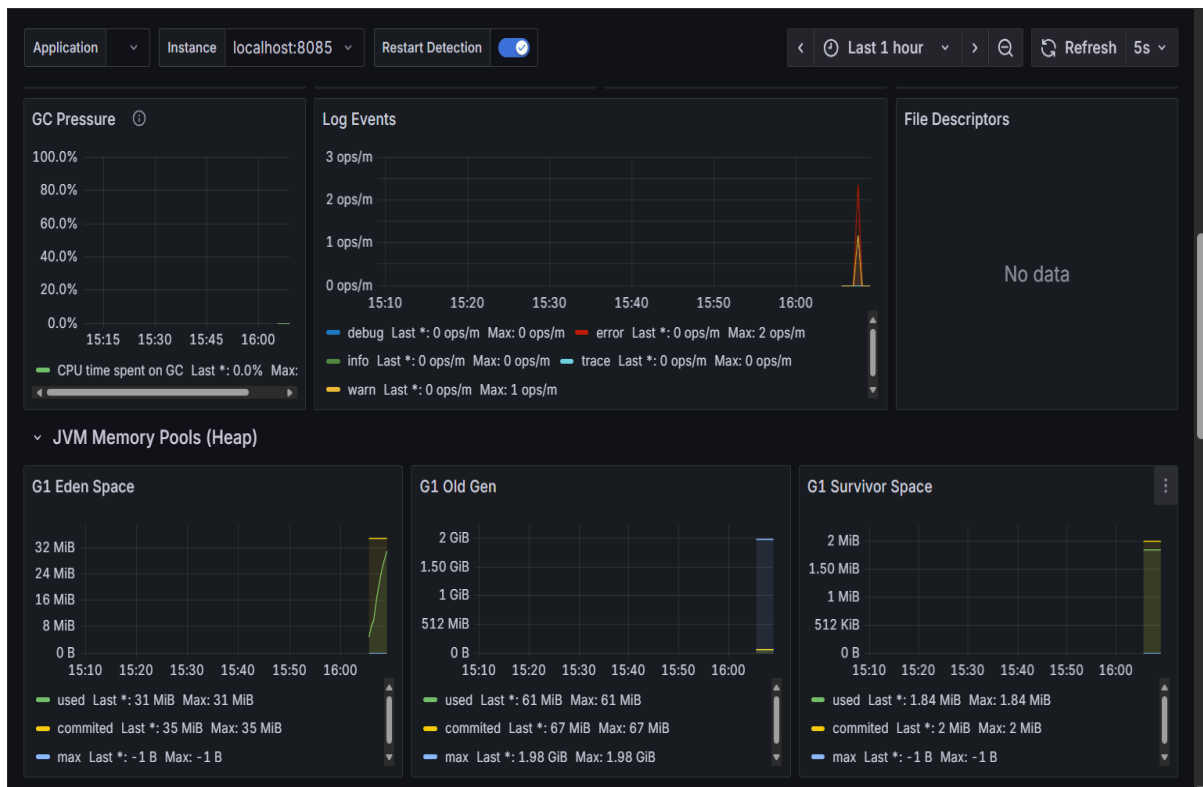 Application Instance localhost:8085 Restart Detection Last 1 hour Refresh 5s
GC Pressure
100.0%
80.0%
60.0%
40.0%
20.0%
0.0%
15:15 15:30 15:45 16:00
CPU time spent on GC Last *: 0.0% Max:
Log Events
3 ops/m
2 ops/m
1 ops/m
0 ops/m
15:10 15:20 15:30 15:40 15:50 16:00
debug Last *: 0 ops/m Max: 0 ops/m error Last *: 0 ops/m Max: 2 ops/m
info Last *: 0 ops/m Max: 0 ops/m trace Last *: 0 ops/m Max: 0 ops/m
warn Last *: 0 ops/m Max: 1 ops/m
File Descriptors
No data
JVM Memory Pools (Heap)
G1 Eden Space
32 MiB
24 MiB
16 MiB
8 MiB
0 B
15:10 15:20 15:30 15:40 15:50 16:00
used Last *: 31 MiB Max: 31 MiB
commited Last *: 35 MiB Max: 35 MiB
max Last *: -1 B Max: -1 B
G1 Old Gen
2 GiB
1.50 GiB
1 GiB
512 MiB
0 B
15:10 15:20 15:30 15:40 15:50 16:00
used Last *: 61 MiB Max: 61 MiB
commited Last *: 67 MiB Max: 67 MiB
max Last *: 1.98 GiB Max: 1.98 GiB
G1 Survivor Space
2 MiB
1.50 MiB
1 MiB
512 KiB
0 B
15:10 15:20 15:30 15:40 15:50 16:00
used Last *: 1.84 MiB Max: 1.84 MiB
commited Last *: 2 MiB Max: 2 MiB
max Last *: -1 B Max: -1 B